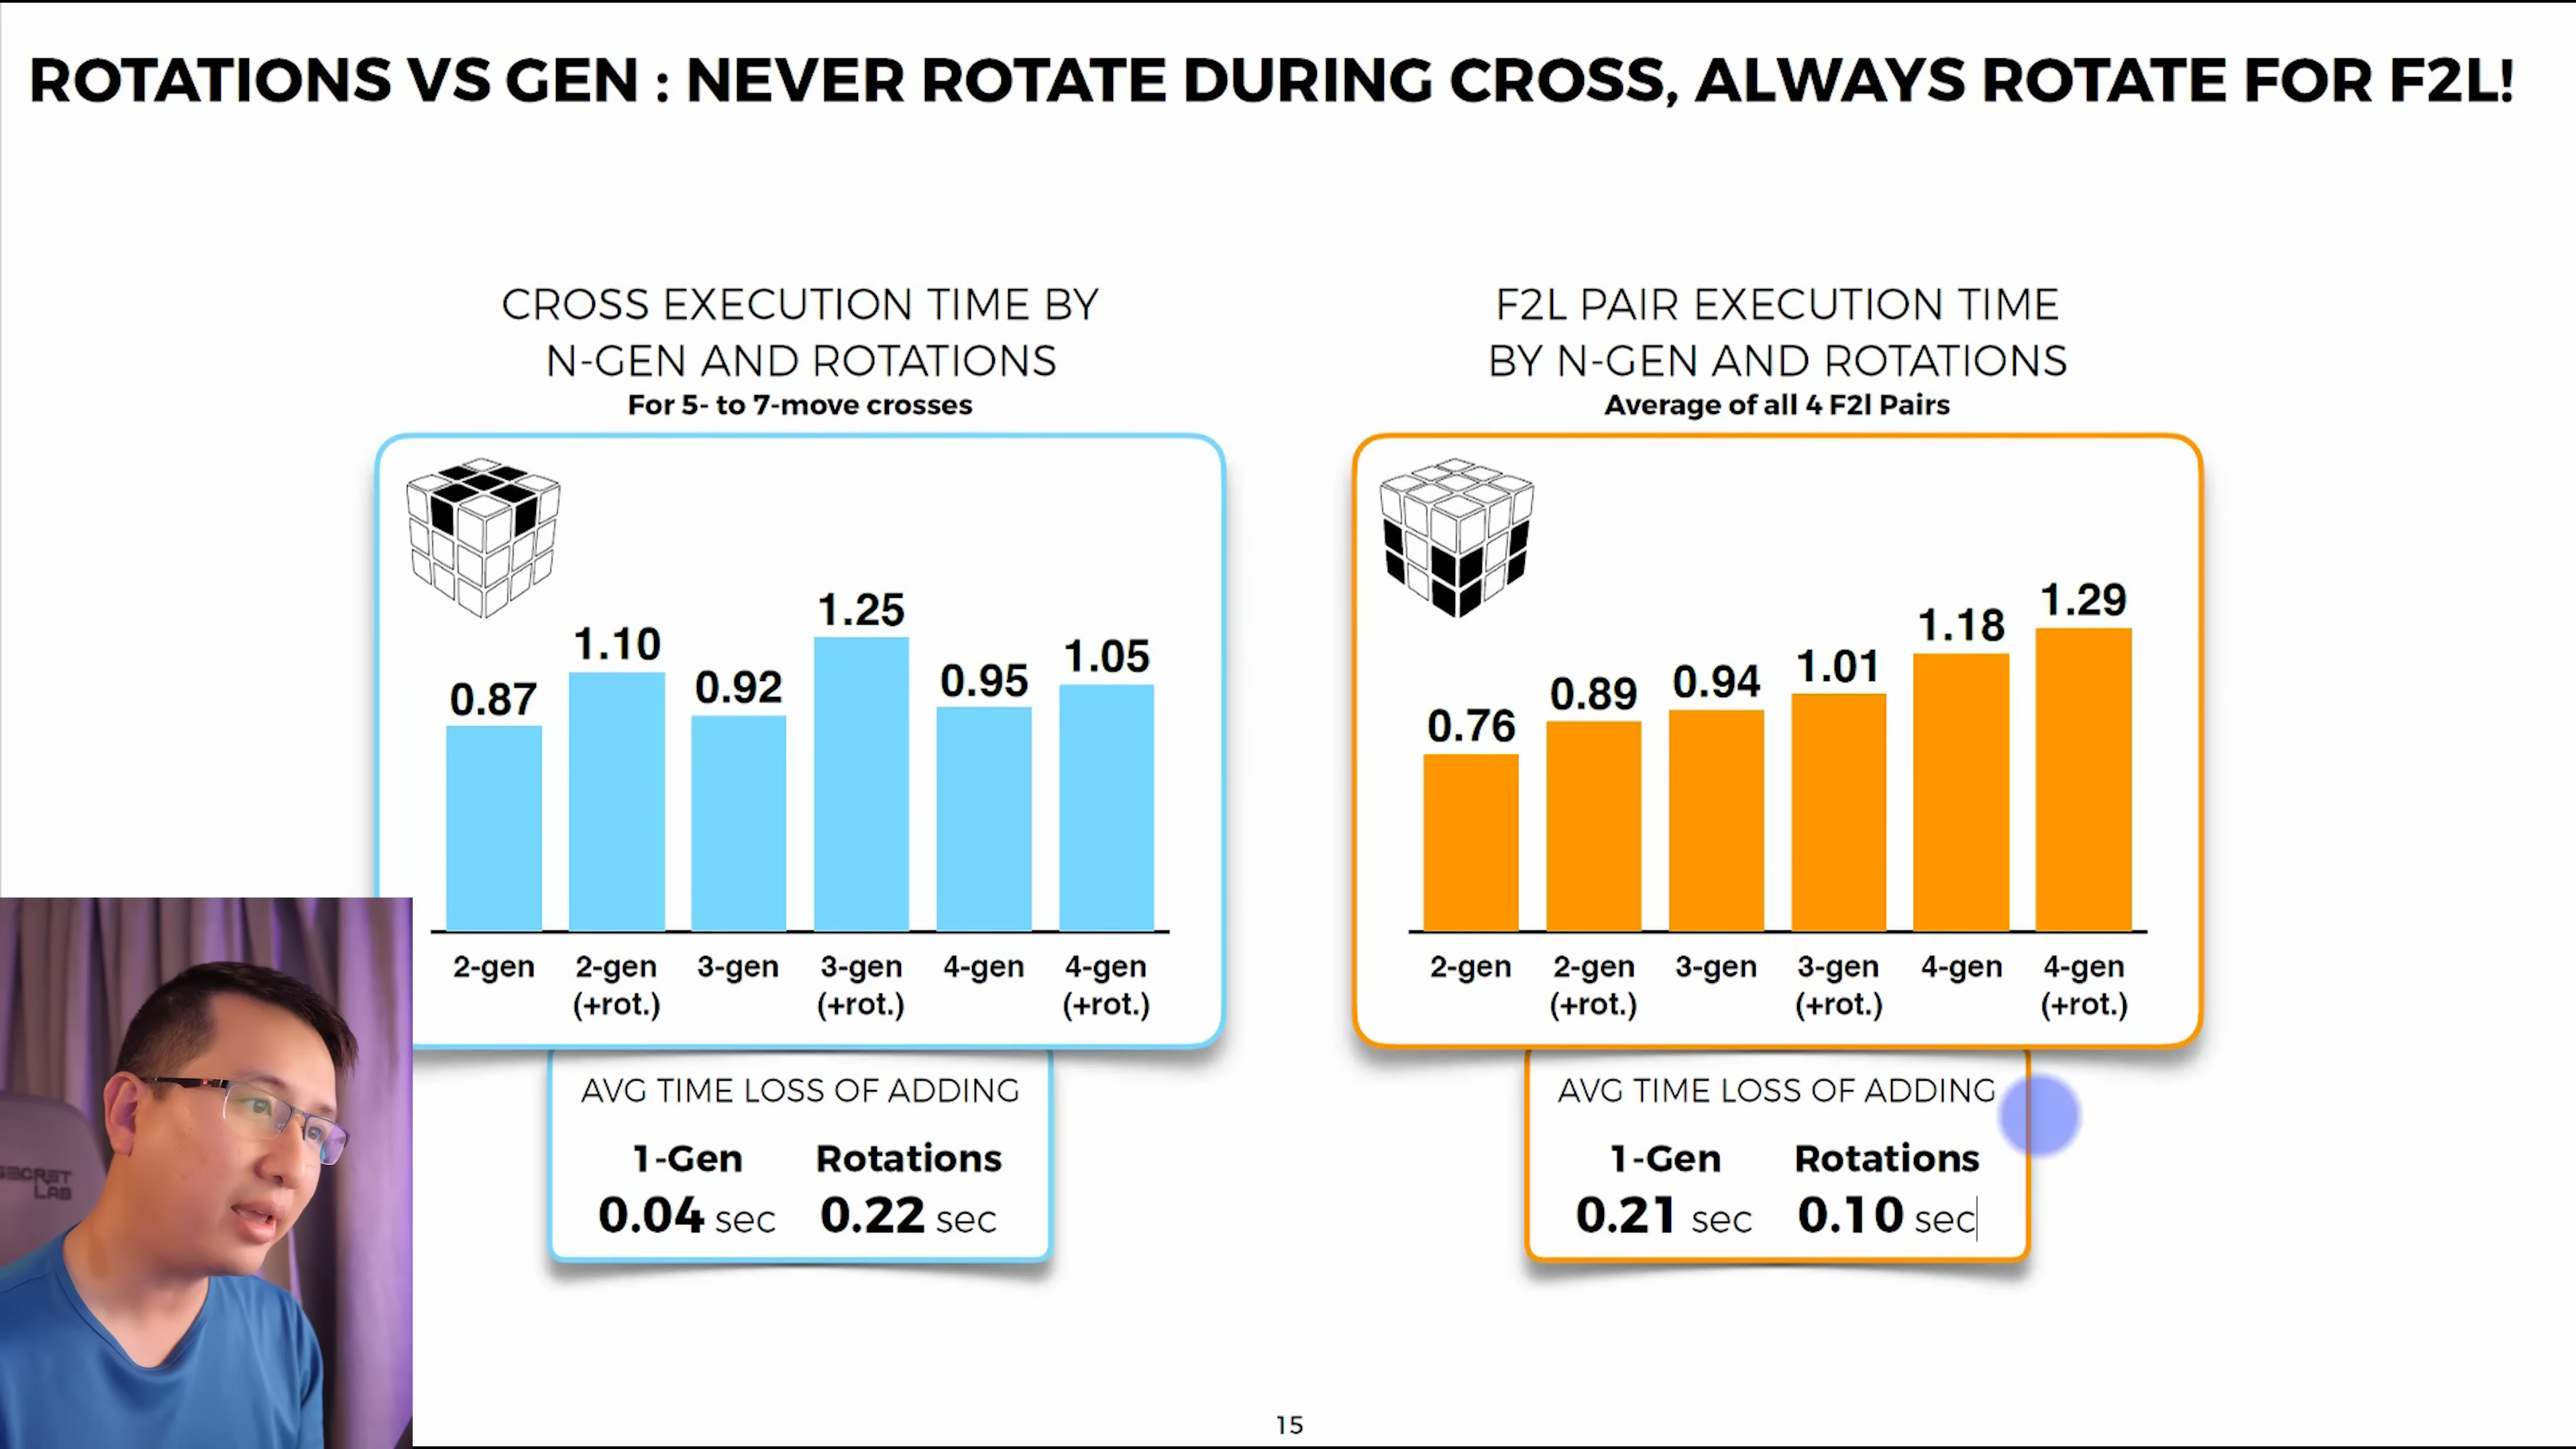 ROTATIONS VS GEN : NEVER ROTATE DURING CROSS, ALWAYS ROTATE FOR F2L!
CROSS EXECUTION TIME BY
N-GEN AND ROTATIONS
For 5- to 7-move crosses
0.87
1.10
0.92
1.25
0.95
1.05
2-gen
2-gen
(+rot.)
3-gen
3-gen
(+rot.)
4-gen
4-gen
(+rot.)
AVG TIME LOSS OF ADDING
1-Gen Rotations
0.04 sec 0.22 sec
F2L PAIR EXECUTION TIME
BY N-GEN AND ROTATIONS
Average of all 4 F2l Pairs
0.76
0.89
0.94
1.01
1.18
1.29
2-gen
2-gen
(+rot.)
3-gen
3-gen
(+rot.)
4-gen
4-gen
(+rot.)
AVG TIME LOSS OF ADDING
1-Gen Rotations
0.21 sec 0.10 sec
SECRET
LAB
15